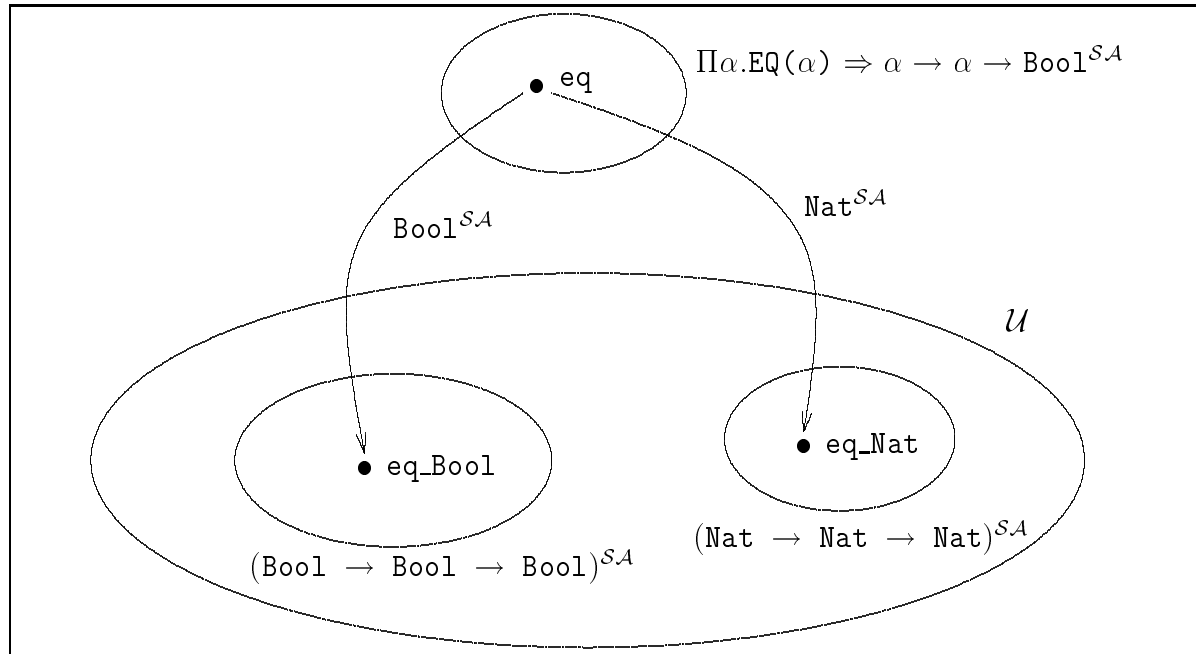 eq
Πα.EQ(α) ⇒ α → α → Bool^𝒮𝒜
Nat^𝒮𝒜
Bool^𝒮𝒜
𝒰
eq_Bool
eq_Nat
(Nat → Nat → Nat)^𝒮𝒜
(Bool → Bool → Bool)^𝒮𝒜